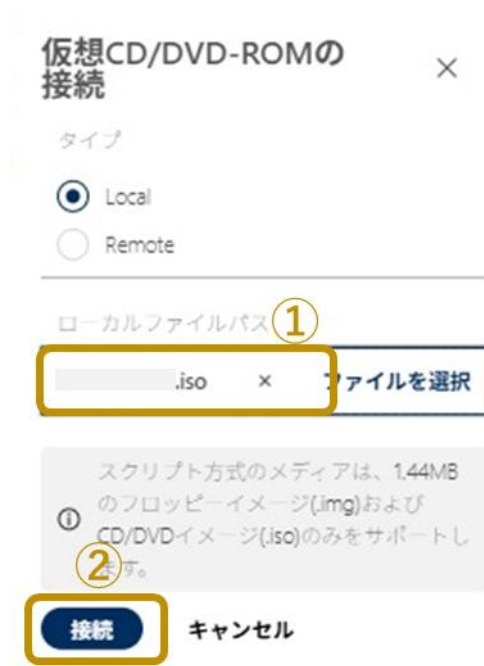 仮想CD/DVD-ROMの
接続
×
タイプ
Local
Remote
ローカルファイルパス
①
.iso
×
ファイルを選択
スクリプト方式のメディアは、1.44MB
のフロッピーイメージ(.img)および
CD/DVDイメージ(.iso)のみをサポートし
ます。
②
接続
キャンセル